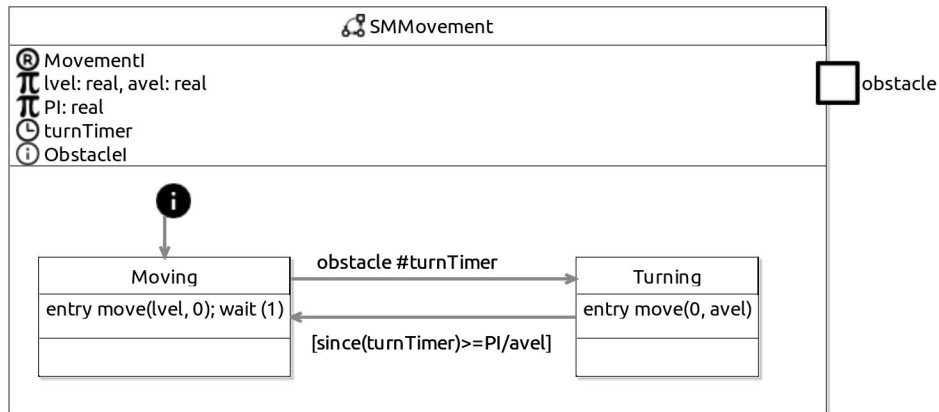 SMMovement
R MovementI
π lvel: real, avel: real
π PI: real
turnTimer
i ObstacleI
obstacle
i
obstacle #turnTimer
Moving
entry move(lvel, 0); wait (1)
Turning
entry move(0, avel)
[since(turnTimer)>=PI/avel]